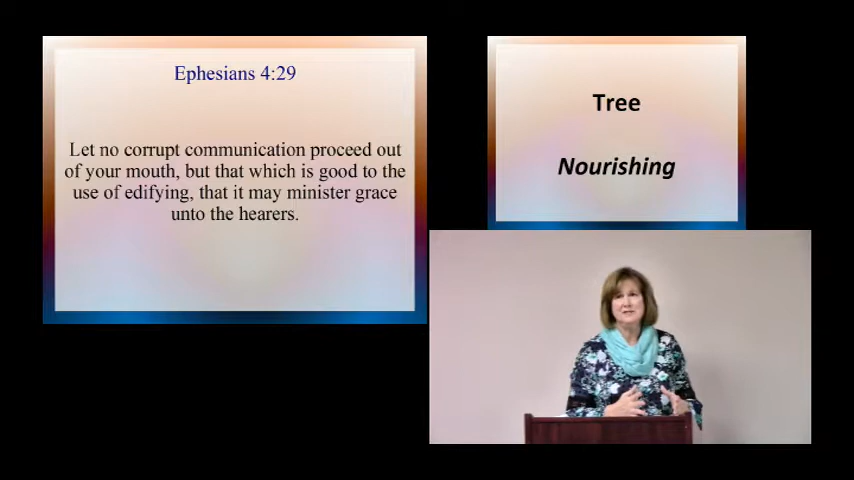 Ephesians 4:29
Let no corrupt communication proceed out
of your mouth, but that which is good to the
use of edifying, that it may minister grace
unto the hearers.
Tree
Nourishing